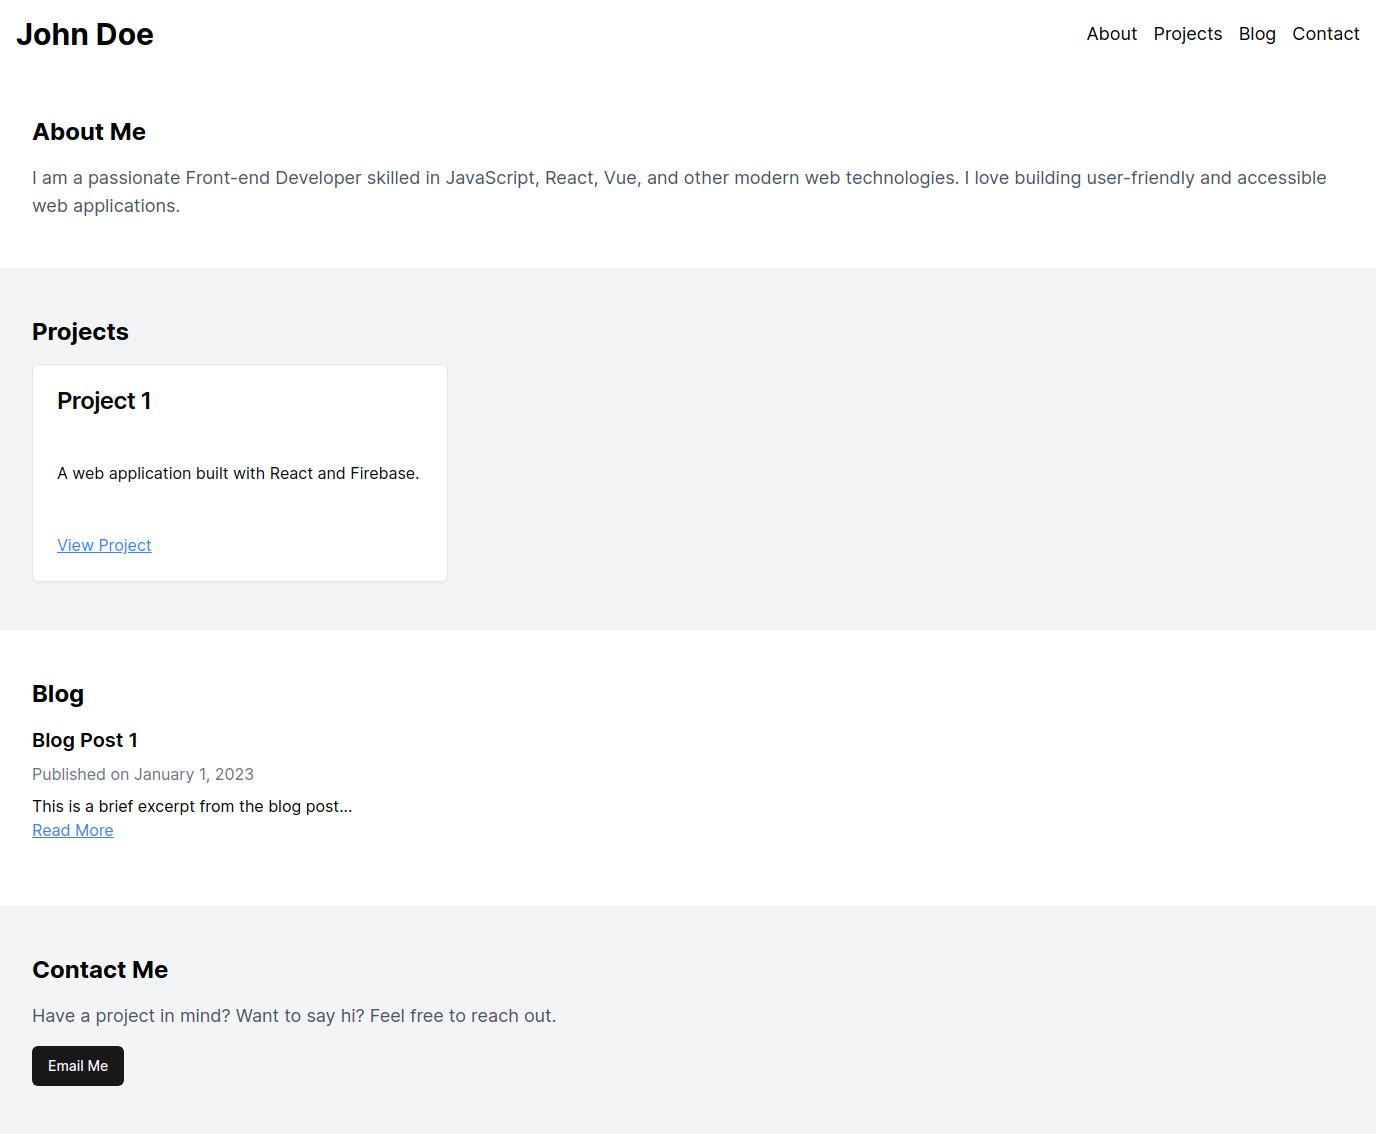 John Doe
About Projects Blog Contact
About Me
I am a passionate Front-end Developer skilled in JavaScript, React, Vue, and other modern web technologies. I love building user-friendly and accessible
web applications.
Projects
Project 1
A web application built with React and Firebase.
View Project
Blog
Blog Post 1
Published on January 1, 2023
This is a brief excerpt from the blog post...
Read More
Contact Me
Have a project in mind? Want to say hi? Feel free to reach out.
Email Me